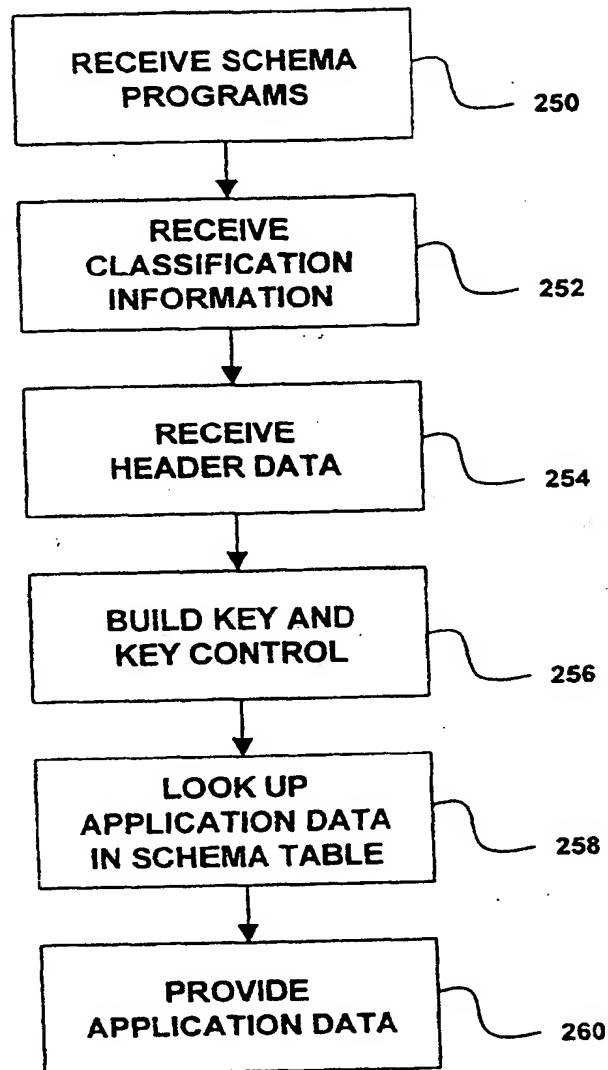 RECEIVE SCHEMA
PROGRAMS
250
RECEIVE
CLASSIFICATION
INFORMATION
252
RECEIVE
HEADER DATA
254
BUILD KEY AND
KEY CONTROL
256
LOOK UP
APPLICATION DATA
IN SCHEMA TABLE
258
PROVIDE
APPLICATION DATA
260